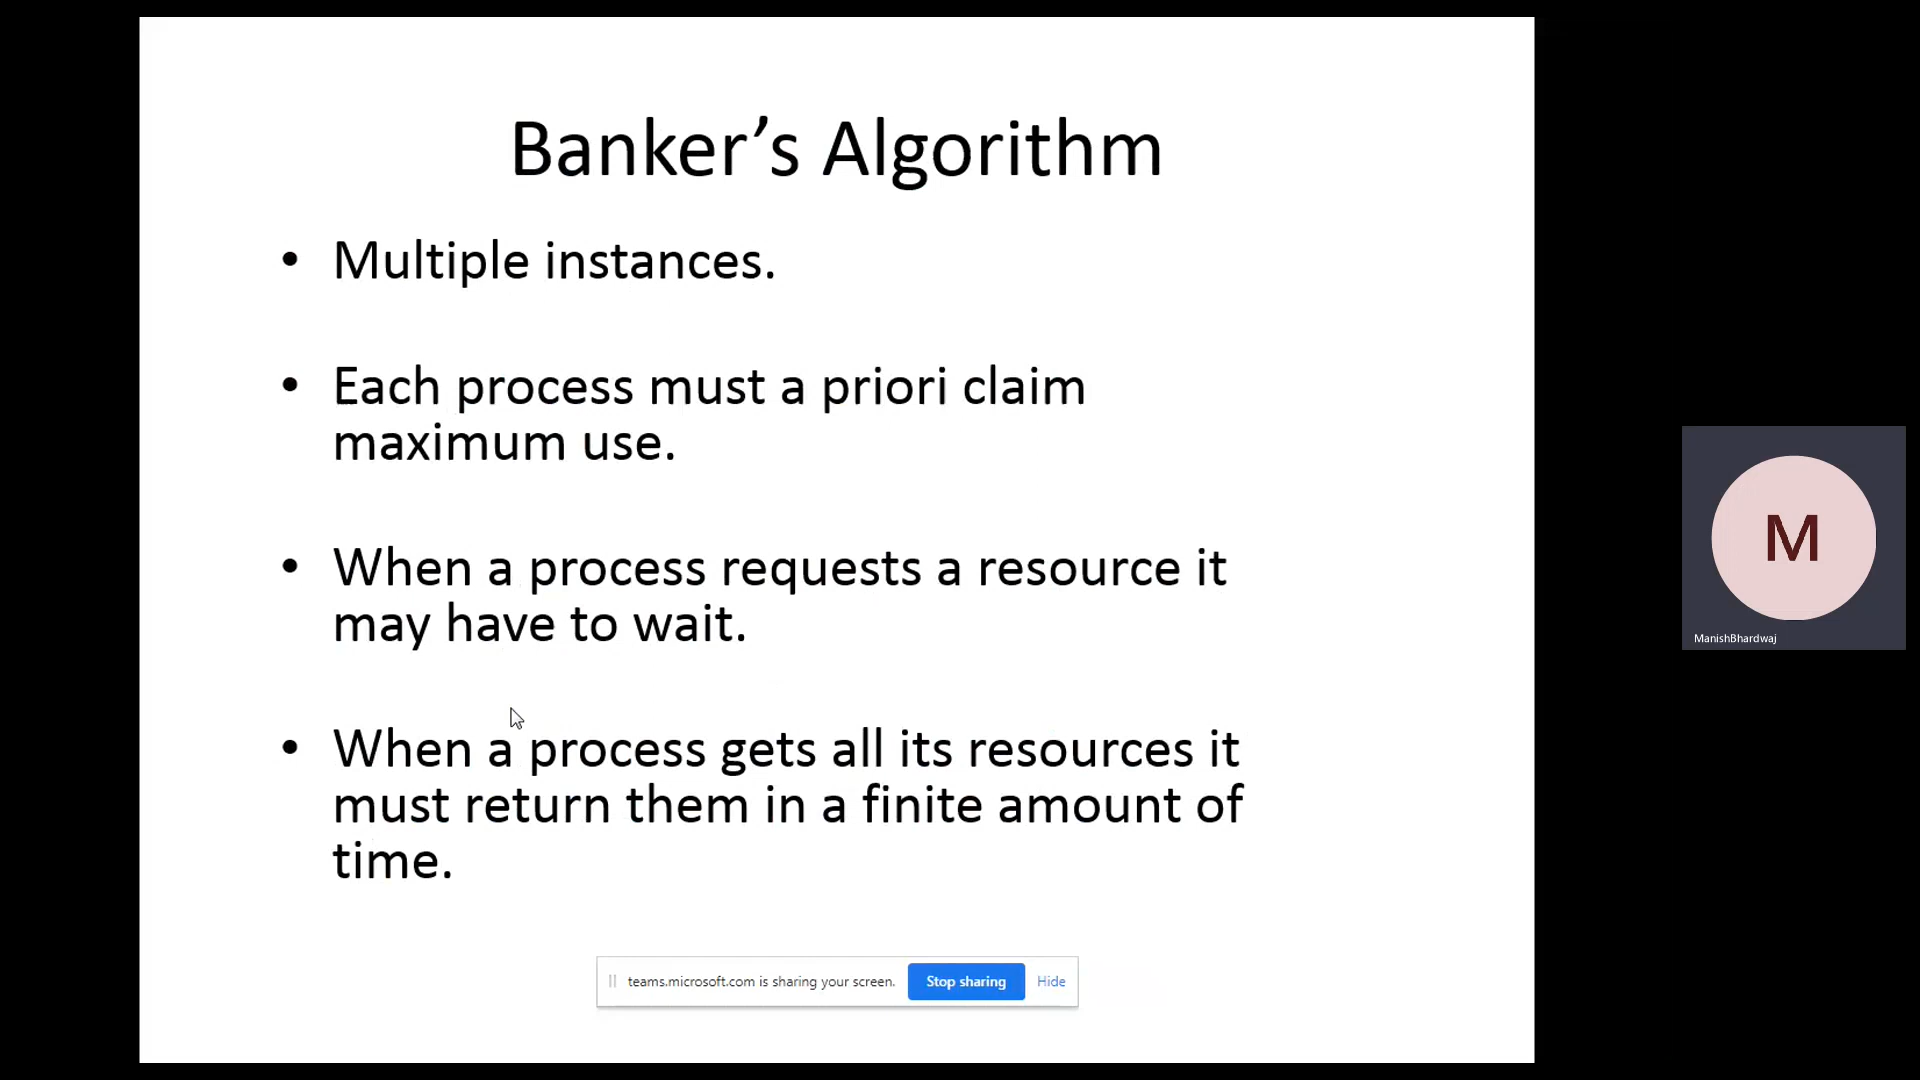 Banker’s Algorithm
• Multiple instances.
• Each process must a priori claim
maximum use.
• When a process requests a resource it
may have to wait.
• When a process gets all its resources it
must return them in a finite amount of
time.
M
ManishBhardwaj
teams.microsoft.com is sharing your screen. Stop sharing Hide